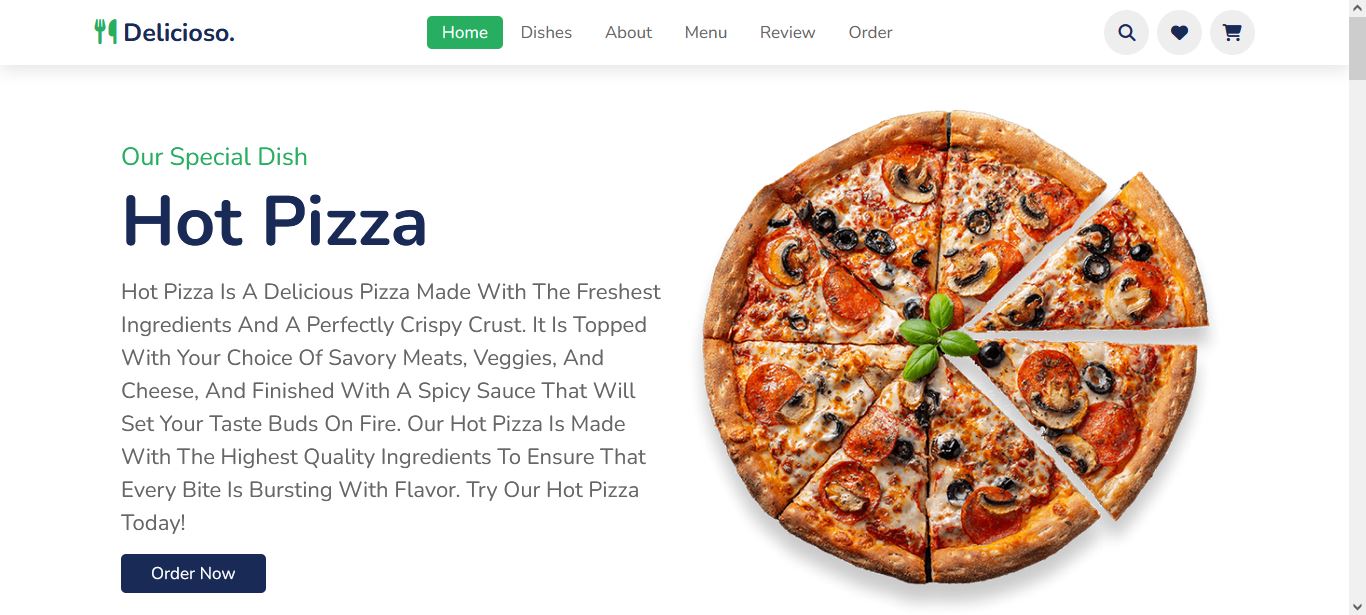 Delicioso.
Home Dishes About Menu Review Order
Our Special Dish
Hot Pizza
Hot Pizza Is A Delicious Pizza Made With The Freshest
Ingredients And A Perfectly Crispy Crust. It Is Topped
With Your Choice Of Savory Meats, Veggies, And
Cheese, And Finished With A Spicy Sauce That Will
Set Your Taste Buds On Fire. Our Hot Pizza Is Made
With The Highest Quality Ingredients To Ensure That
Every Bite Is Bursting With Flavor. Try Our Hot Pizza
Today!
Order Now